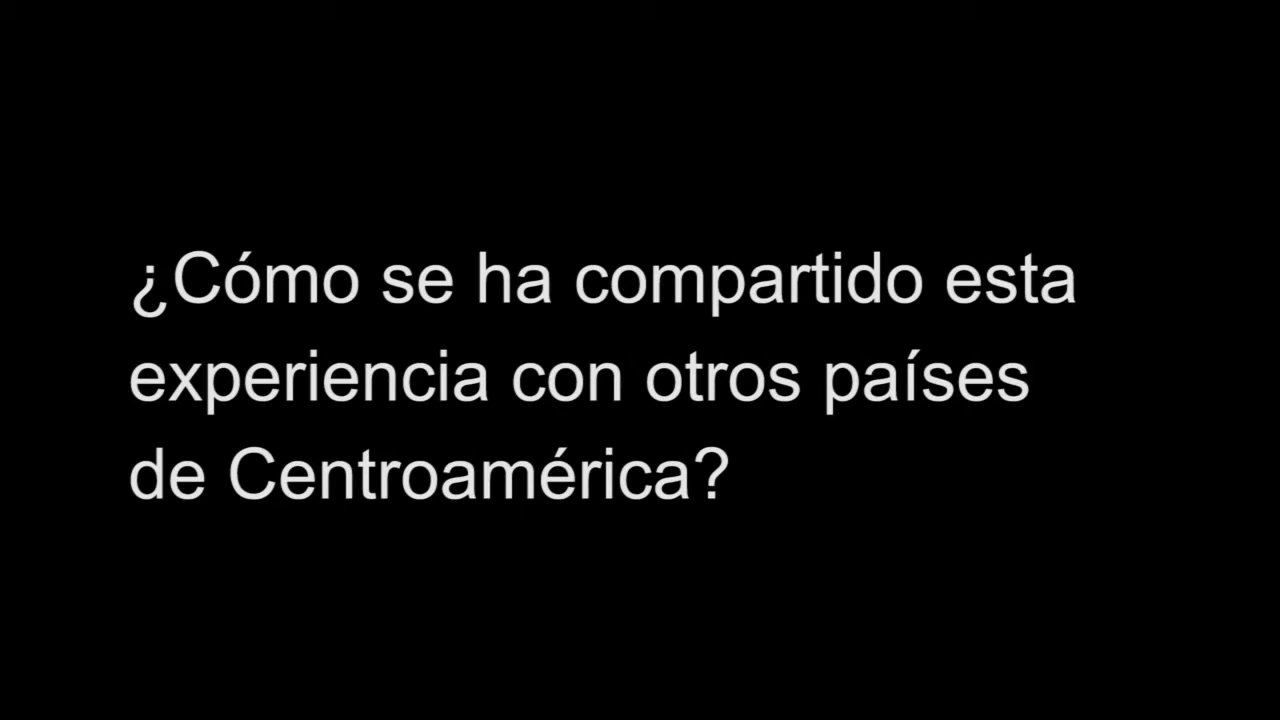 ¿Cómo se ha compartido esta
experiencia con otros países
de Centroamérica?